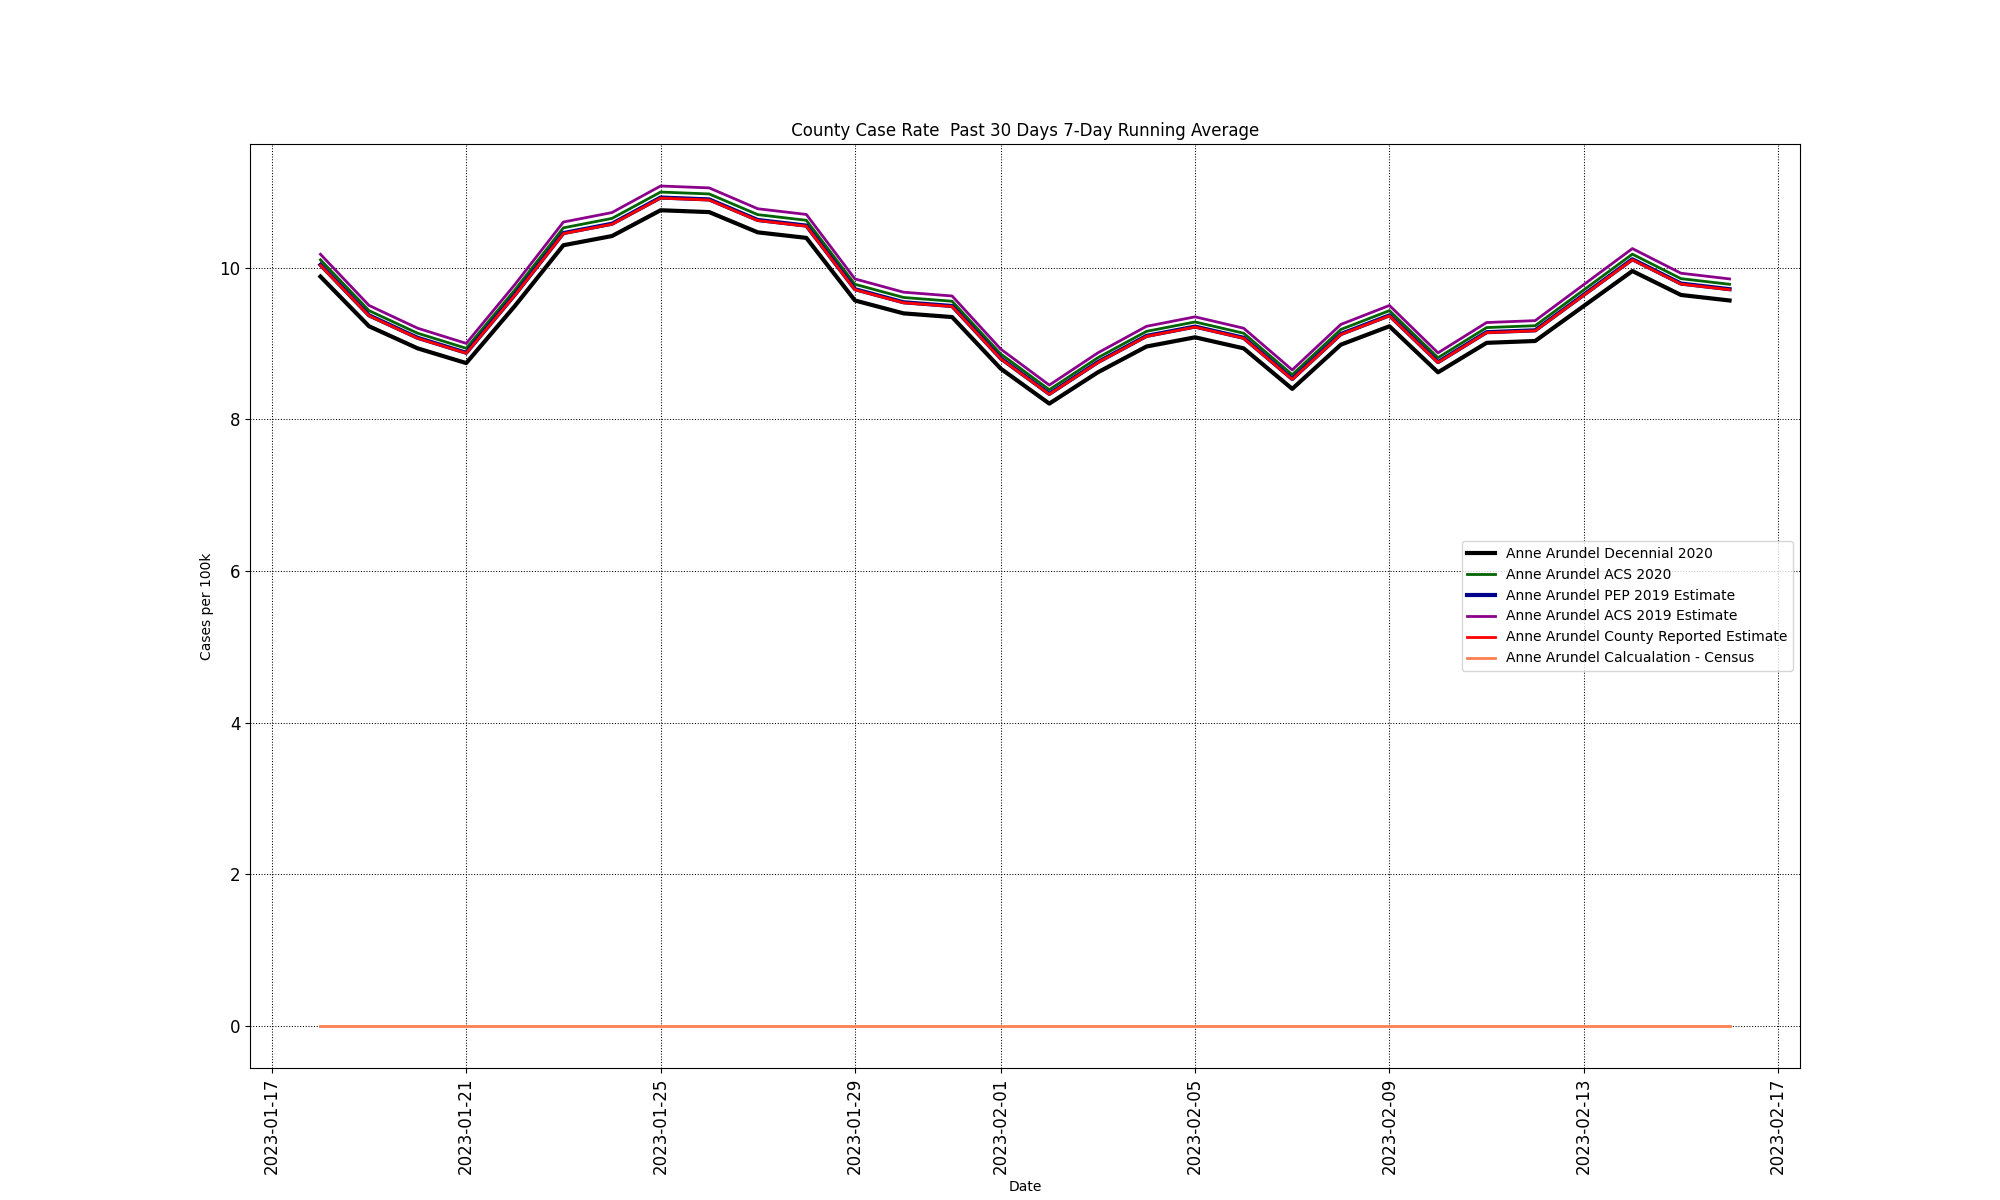 County Case Rate  Past 30 Days 7-Day Running Average
Cases per 100k
10
8
6
4
2
0
Anne Arundel Decennial 2020
Anne Arundel ACS 2020
Anne Arundel PEP 2019 Estimate
Anne Arundel ACS 2019 Estimate
Anne Arundel County Reported Estimate
Anne Arundel Calcualation - Census
2023-01-17
2023-01-21
2023-01-25
2023-01-29
2023-02-01
2023-02-05
2023-02-09
2023-02-13
2023-02-17
Date